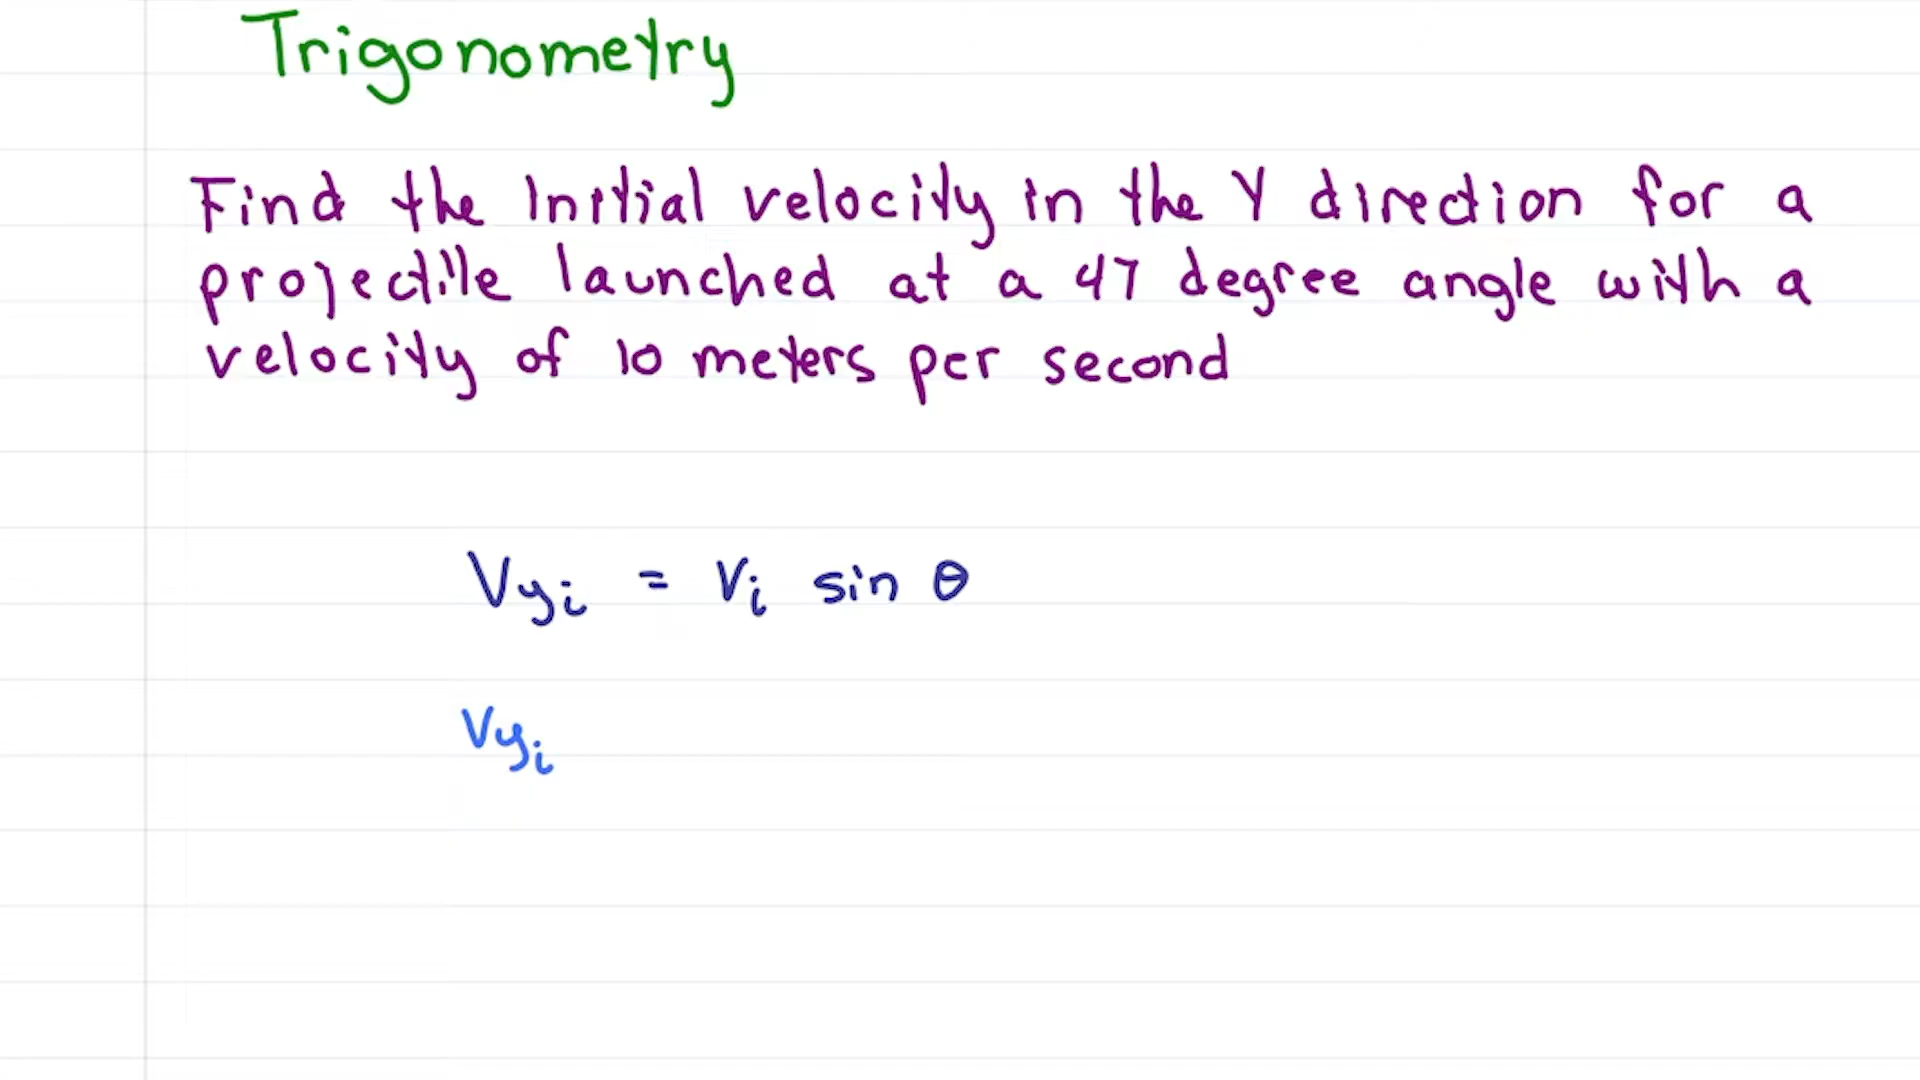 Trigonometry
Find the Initial velocity in the Y direction for a
projectile launched at a 47 degree angle with a
velocity of 10 meters per second
Vyi = Vi sin θ
Vyi